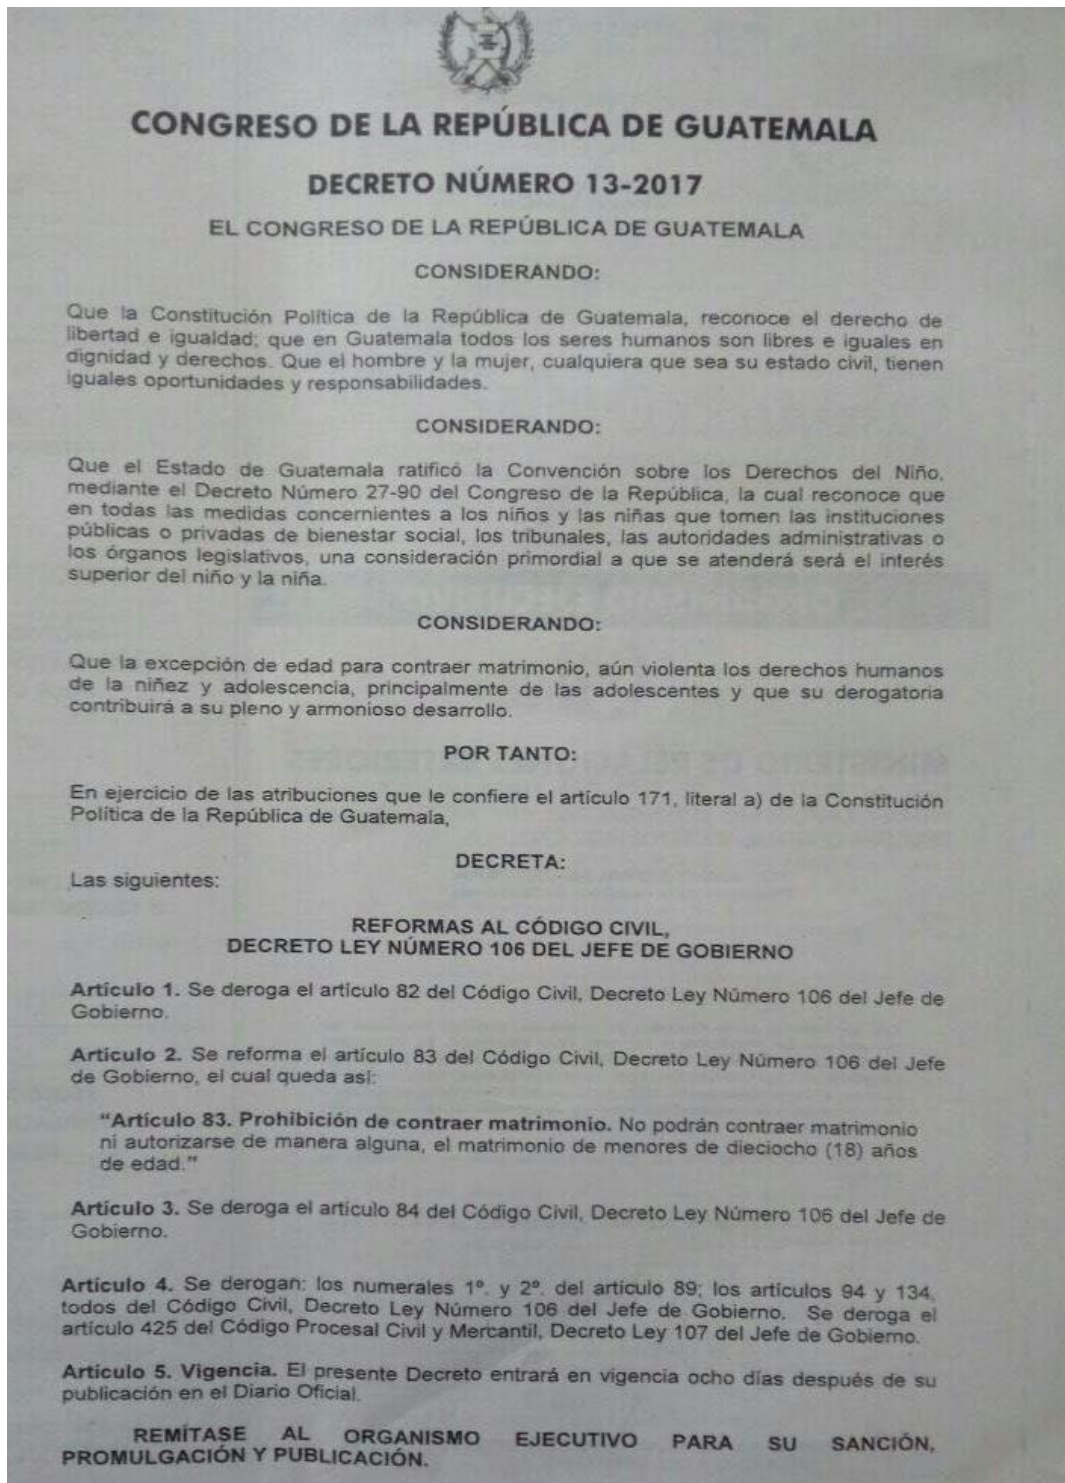 CONGRESO DE LA REPÚBLICA DE GUATEMALA
DECRETO NÚMERO 13-2017
EL CONGRESO DE LA REPÚBLICA DE GUATEMALA
CONSIDERANDO:
Que la Constitución Política de la República de Guatemala, reconoce el derecho de
libertad e igualdad; que en Guatemala todos los seres humanos son libres e iguales en
dignidad y derechos. Que el hombre y la mujer, cualquiera que sea su estado civil, tienen
iguales oportunidades y responsabilidades.
CONSIDERANDO:
Que el Estado de Guatemala ratificó la Convención sobre los Derechos del Niño,
mediante el Decreto Número 27-90 del Congreso de la República, la cual reconoce que
en todas las medidas concernientes a los niños y las niñas que tomen las instituciones
públicas o privadas de bienestar social, los tribunales, las autoridades administrativas o
los órganos legislativos, una consideración primordial a que se atenderá será el interés
superior del niño y la niña.
CONSIDERANDO:
Que la excepción de edad para contraer matrimonio, aún violenta los derechos humanos
de la niñez y adolescencia, principalmente de las adolescentes y que su derogatoria
contribuirá a su pleno y armonioso desarrollo.
POR TANTO:
En ejercicio de las atribuciones que le confiere el artículo 171, literal a) de la Constitución
Política de la República de Guatemala,
DECRETA:
Las siguientes:
REFORMAS AL CÓDIGO CIVIL,
DECRETO LEY NÚMERO 106 DEL JEFE DE GOBIERNO
Artículo 1. Se deroga el artículo 82 del Código Civil, Decreto Ley Número 106 del Jefe de
Gobierno.
Artículo 2. Se reforma el artículo 83 del Código Civil, Decreto Ley Número 106 del Jefe
de Gobierno, el cual queda así:
“Artículo 83. Prohibición de contraer matrimonio. No podrán contraer matrimonio
ni autorizarse de manera alguna, el matrimonio de menores de dieciocho (18) años
de edad.”
Artículo 3. Se deroga el artículo 84 del Código Civil, Decreto Ley Número 106 del Jefe de
Gobierno.
Artículo 4. Se derogan: los numerales 1º. y 2º. del artículo 89; los artículos 94 y 134,
todos del Código Civil, Decreto Ley Número 106 del Jefe de Gobierno. Se deroga el
artículo 425 del Código Procesal Civil y Mercantil, Decreto Ley 107 del Jefe de Gobierno.
Artículo 5. Vigencia. El presente Decreto entrará en vigencia ocho días después de su
publicación en el Diario Oficial.
REMÍTASE AL ORGANISMO EJECUTIVO PARA SU SANCIÓN,
PROMULGACIÓN Y PUBLICACIÓN.